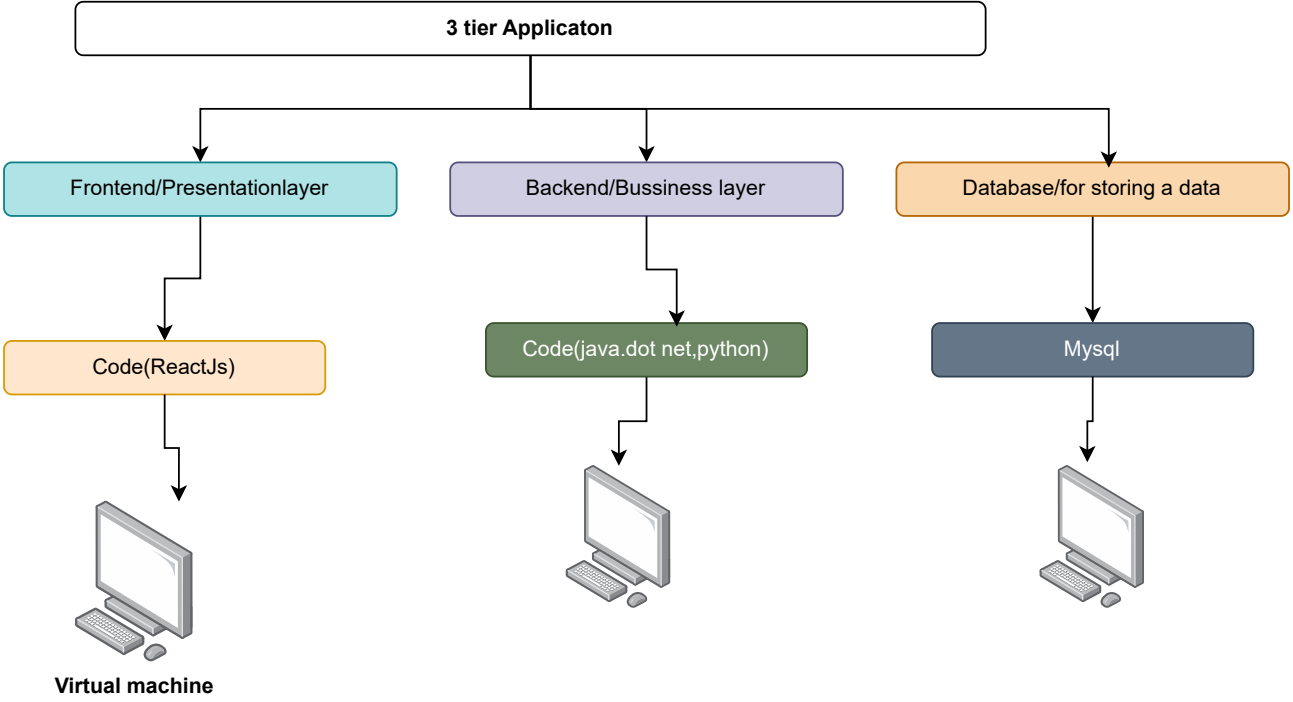 3 tier Applicaton
Frontend/Presentationlayer
Backend/Bussiness layer
Database/for storing a data
Code(ReactJs)
Code(java.dot net,python)
Mysql
Virtual machine